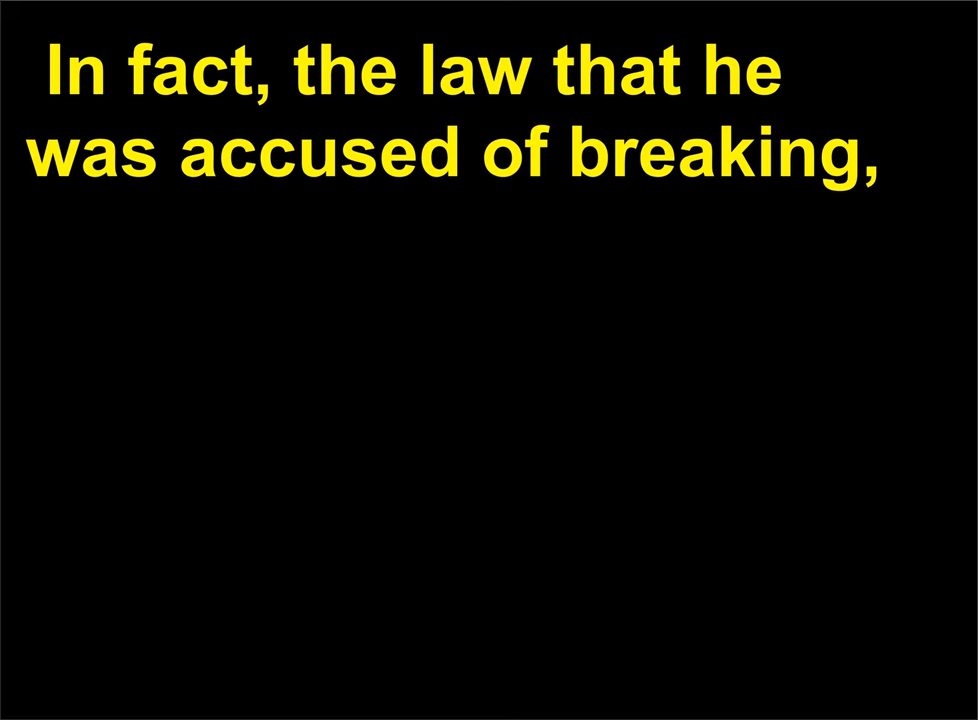 In fact, the law that he
was accused of breaking,